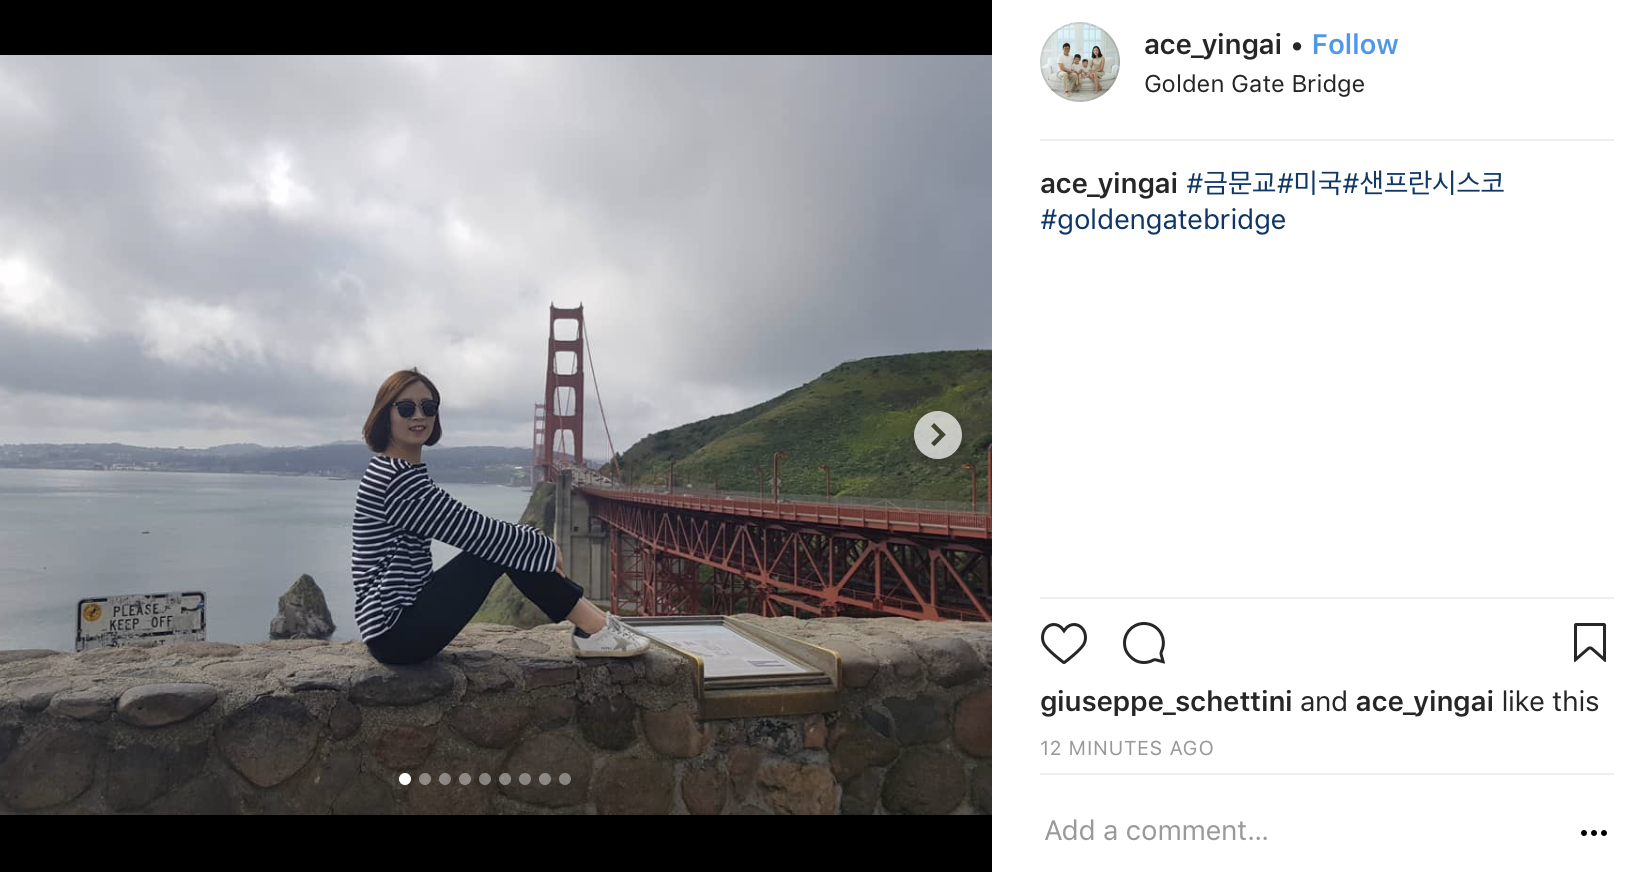 PLEASE
KEEP OFF
ace_yingai • Follow
Golden Gate Bridge
ace_yingai #금문교#미국#샌프란시스코
#goldengatebridge
giuseppe_schettini and ace_yingai like this
12 MINUTES AGO
Add a comment...